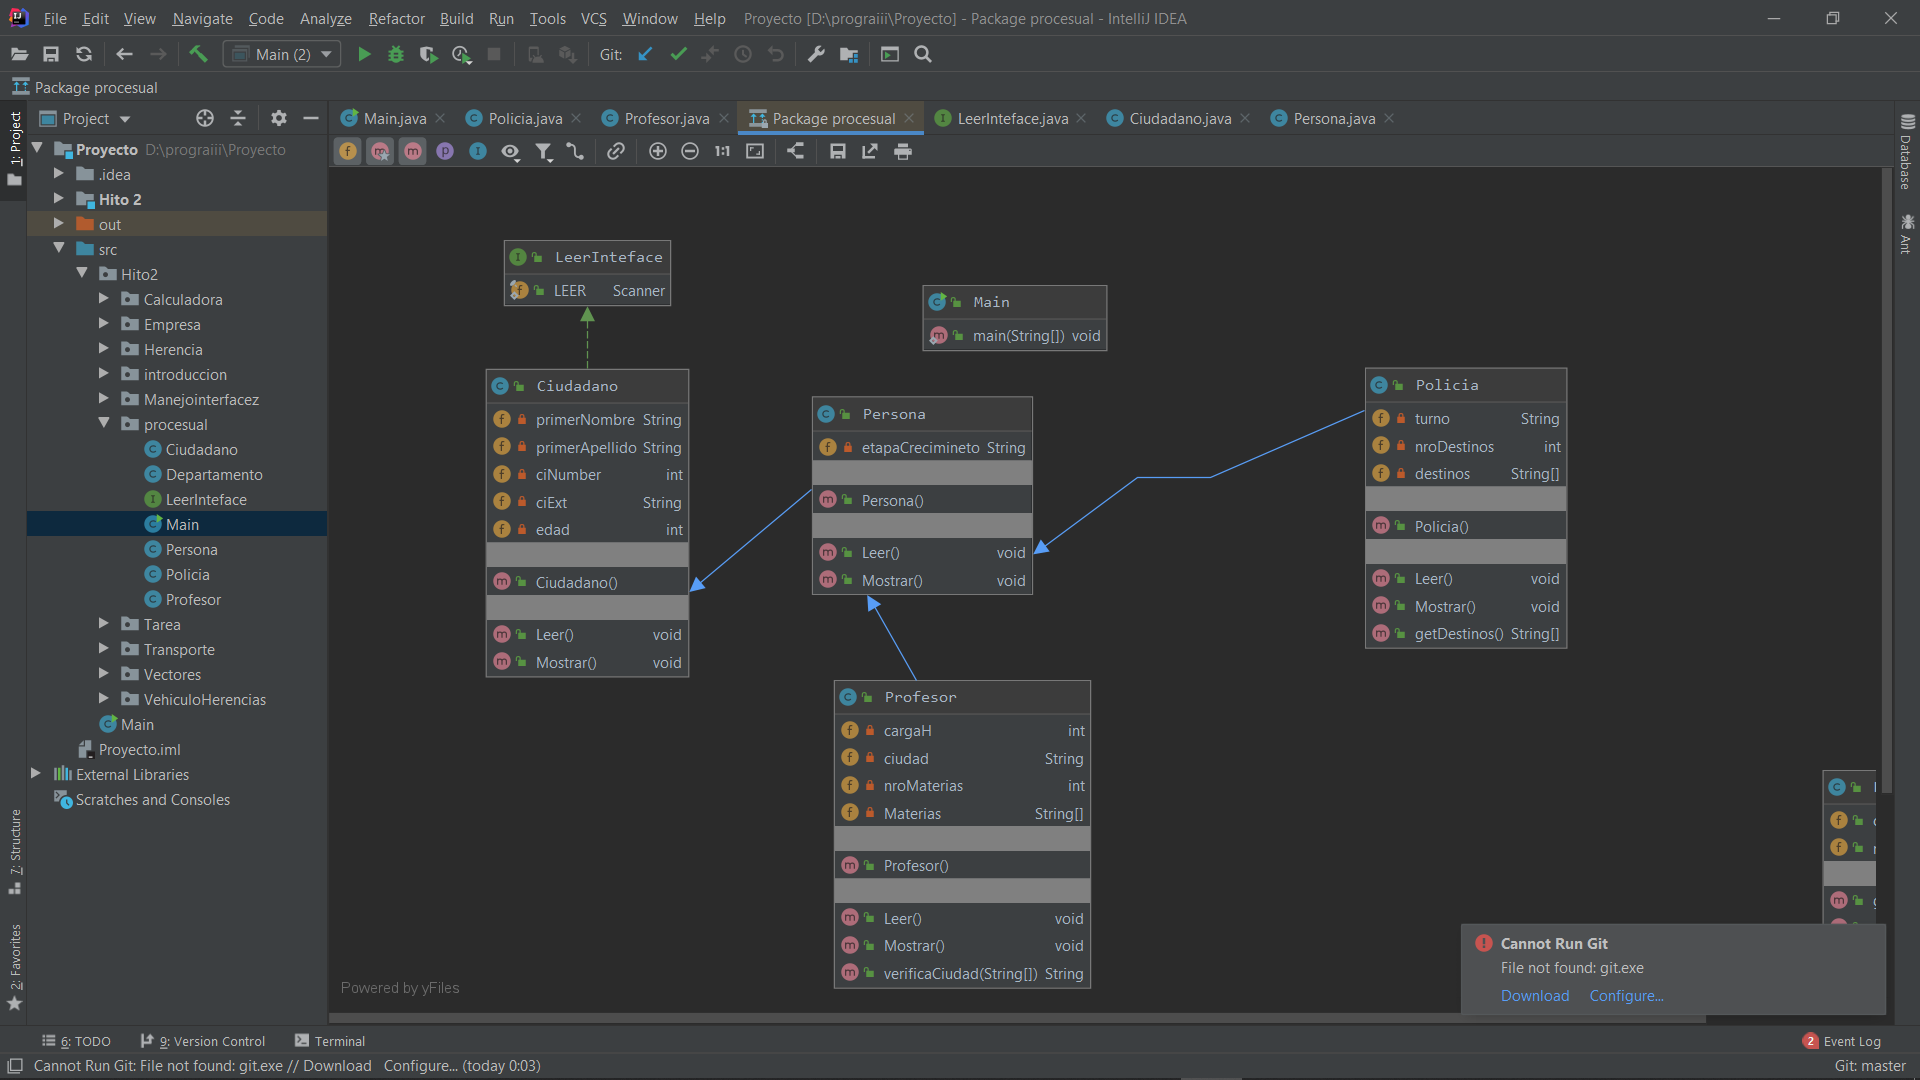 File Edit View Navigate Code Analyze Refactor Build Run Tools VCS Window Help Proyecto [D:\prograiii\Proyecto] - Package procesual - IntelliJ IDEA
Main (2) Git:
Package procesual
1: Project
Project
Main.java Policia.java Profesor.java Package procesual LeerInteface.java Ciudadano.java Persona.java
1:1
Proyecto D:\prograiii\Proyecto
.idea
Hito 2
out
src
Hito2
Calculadora
Empresa
Herencia
introduccion
Manejointerfacez
procesual
Ciudadano
Departamento
LeerInteface
Main
Persona
Policia
Profesor
Tarea
Transporte
Vectores
VehiculoHerencias
Main
Proyecto.iml
External Libraries
Scratches and Consoles
7: Structure
2: Favorites
Database
Ant
LeerInteface
LEER Scanner
Main
main(String[]) void
Ciudadano
primerNombre String
primerApellido String
ciNumber int
ciExt String
edad int
Ciudadano()
Leer() void
Mostrar() void
Persona
etapaCrecimineto String
Persona()
Leer() void
Mostrar() void
Policia
turno String
nroDestinos int
destinos String[]
Policia()
Leer() void
Mostrar() void
getDestinos() String[]
Profesor
cargaH int
ciudad String
nroMaterias int
Materias String[]
Profesor()
Leer() void
Mostrar() void
verificaCiudad(String[]) String
Powered by yFiles
Cannot Run Git
File not found: git.exe
Download Configure...
6: TODO 9: Version Control Terminal 2 Event Log
Cannot Run Git: File not found: git.exe // Download Configure... (today 0:03) Git: master